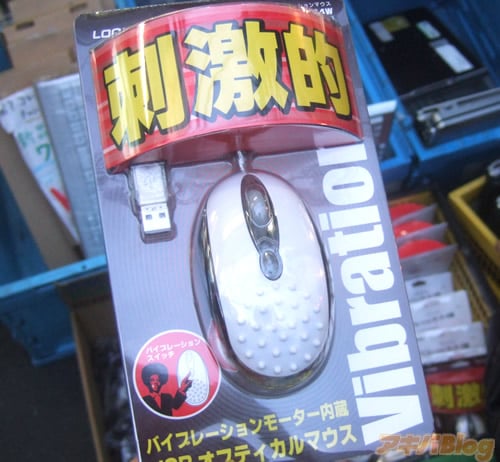 刺激的
Vibration
バイブレーション
スイッチ
バイブレーションモーター内蔵
USB オプティカルマウス
アキバBlog